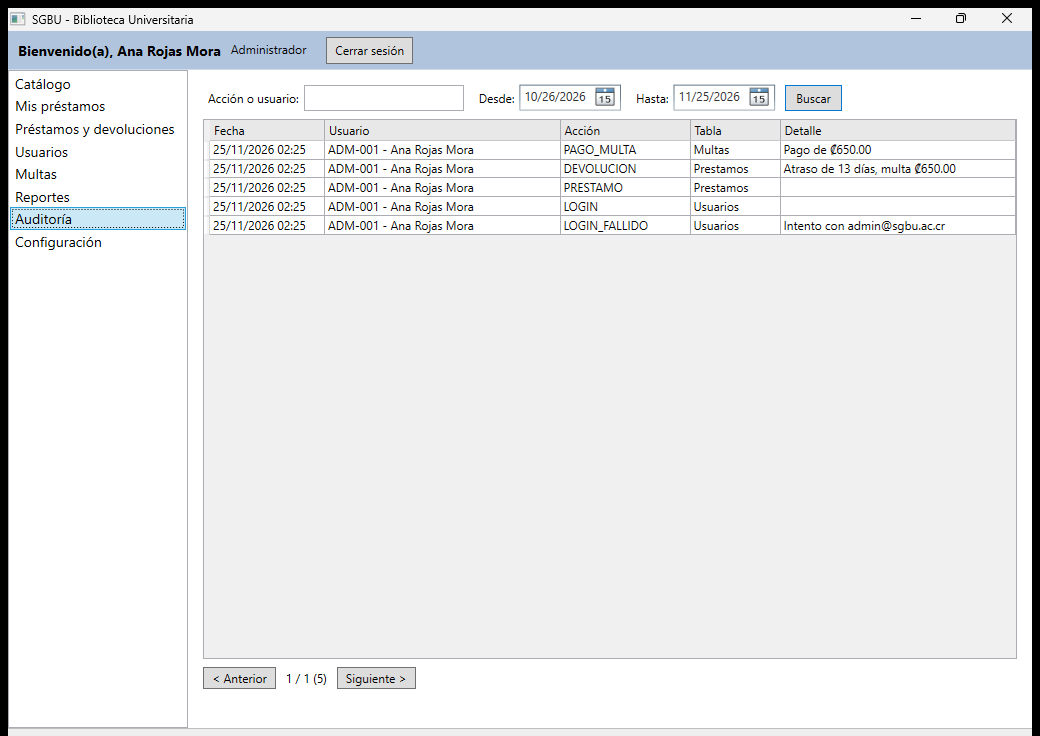 SGBU - Biblioteca Universitaria
Bienvenido(a), Ana Rojas Mora Administrador Cerrar sesión
Catálogo
Mis préstamos
Préstamos y devoluciones
Usuarios
Multas
Reportes
Auditoría
Configuración
Acción o usuario: Desde: 10/26/2026 15 Hasta: 11/25/2026 15 Buscar
Fecha Usuario Acción Tabla Detalle
25/11/2026 02:25 ADM-001 - Ana Rojas Mora PAGO_MULTA Multas Pago de ₡650.00
25/11/2026 02:25 ADM-001 - Ana Rojas Mora DEVOLUCION Prestamos Atraso de 13 días, multa ₡650.00
25/11/2026 02:25 ADM-001 - Ana Rojas Mora PRESTAMO Prestamos
25/11/2026 02:25 ADM-001 - Ana Rojas Mora LOGIN Usuarios
25/11/2026 02:25 ADM-001 - Ana Rojas Mora LOGIN_FALLIDO Usuarios Intento con admin@sgbu.ac.cr
< Anterior 1 / 1 (5) Siguiente >